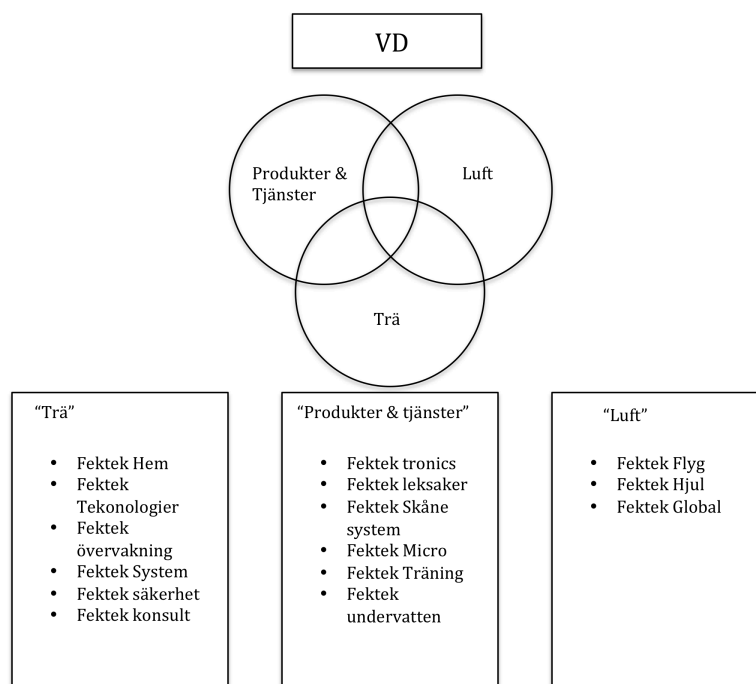 VD
Produkter &
Tjänster
Luft
Trä
“Trä”
• Fektek Hem
• Fektek
Tekonologier
• Fektek
övervakning
• Fektek System
• Fektek säkerhet
• Fektek konsult
“Produkter & tjänster”
• Fektek tronics
• Fektek leksaker
• Fektek Skåne
system
• Fektek Micro
• Fektek Träning
• Fektek
undervatten
“Luft”
• Fektek Flyg
• Fektek Hjul
• Fektek Global